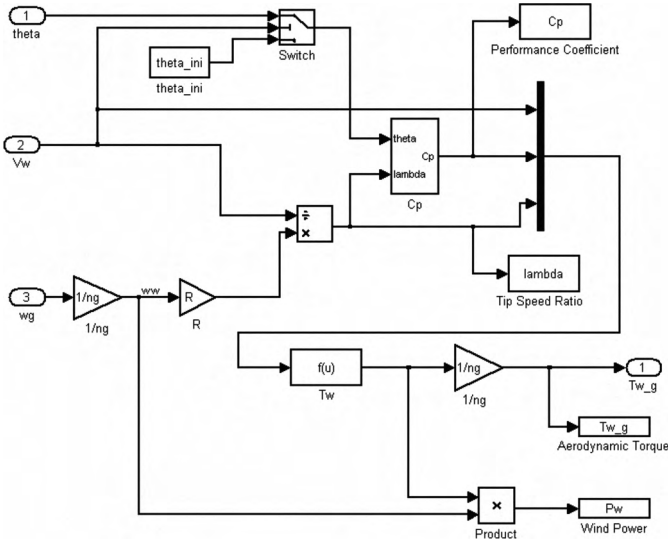 1
theta
theta_ini
theta_ini
Switch
Cp
Performance Coefficient
2
Vw
theta
Cp
lambda
Cp
÷
×
lambda
Tip Speed Ratio
3
wg
1/ng
1/ng
ww
R
R
f(u)
Tw
1/ng
1/ng
1
Tw_g
Tw_g
Aerodynamic Torque
×
Product
Pw
Wind Power